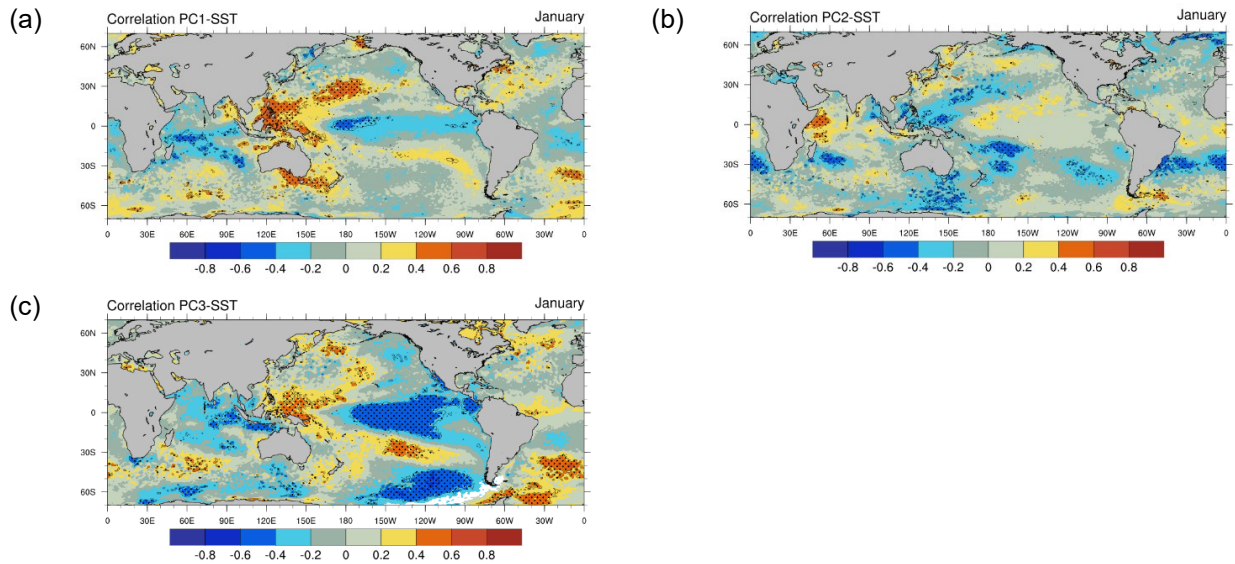 (a)
Correlation PC1-SST January
60N
30N
0
30S
60S
0 30E 60E 90E 120E 150E 180 150W 120W 90W 60W 30W 0
-0.8 -0.6 -0.4 -0.2 0 0.2 0.4 0.6 0.8
(b)
Correlation PC2-SST January
60N
30N
0
30S
60S
0 30E 60E 90E 120E 150E 180 150W 120W 90W 60W 30W 0
-0.8 -0.6 -0.4 -0.2 0 0.2 0.4 0.6 0.8
(c)
Correlation PC3-SST January
60N
30N
0
30S
60S
0 30E 60E 90E 120E 150E 180 150W 120W 90W 60W 30W 0
-0.8 -0.6 -0.4 -0.2 0 0.2 0.4 0.6 0.8